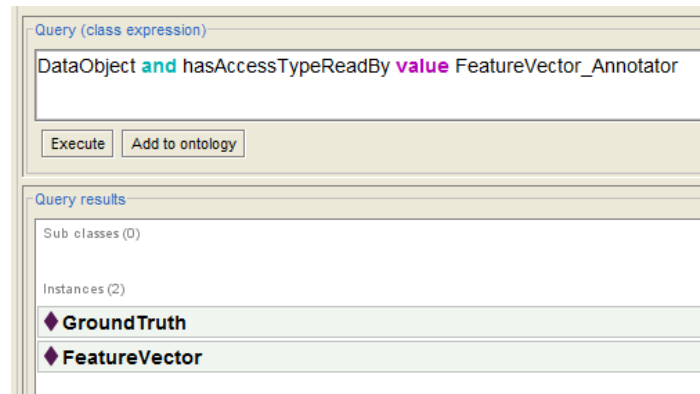 Query (class expression)
DataObject and hasAccessTypeReadBy value FeatureVector_Annotator
Execute Add to ontology
Query results
Sub classes (0)
Instances (2)
GroundTruth
FeatureVector